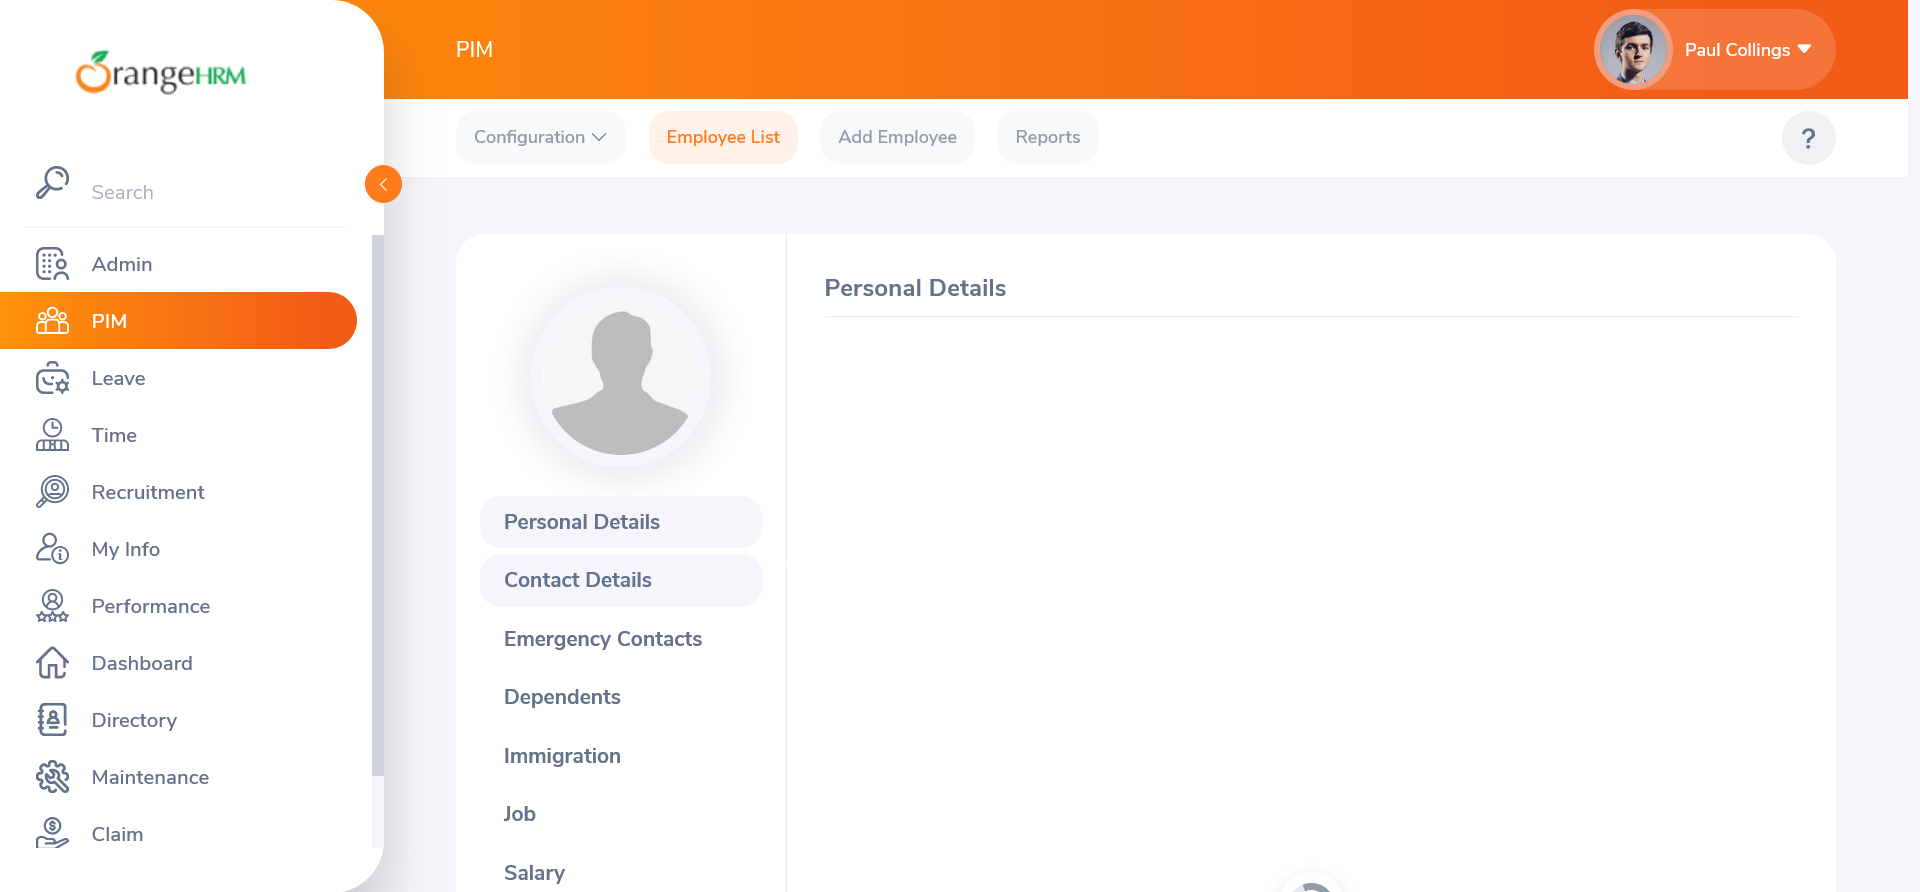 OrangeHRM
PIM
Paul Collings
Configuration
Employee List
Add Employee
Reports
?
Search
Admin
PIM
Leave
Time
Recruitment
My Info
Performance
Dashboard
Directory
Maintenance
Claim
Personal Details
Contact Details
Emergency Contacts
Dependents
Immigration
Job
Salary
Personal Details